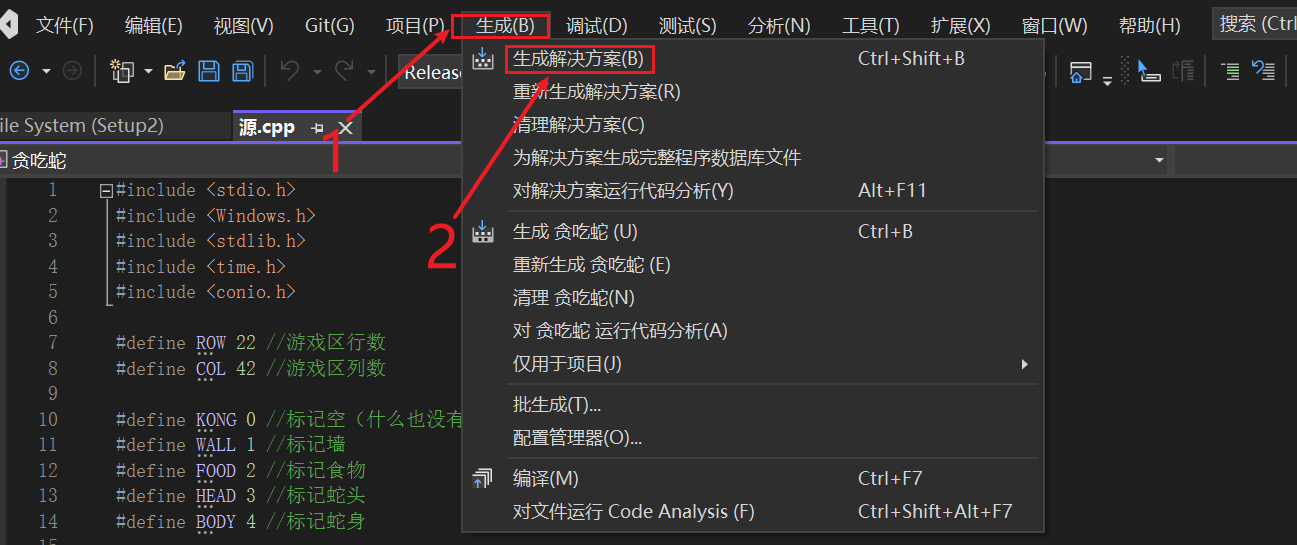 文件(F) 编辑(E) 视图(V) Git(G) 项目(P) 生成(B) 调试(D) 测试(S) 分析(N) 工具(T) 扩展(X) 窗口(W) 帮助(H) 搜索 (Ctrl
生成解决方案(B) Ctrl+Shift+B
Release
重新生成解决方案(R)
清理解决方案(C)
为解决方案生成完整程序数据库文件
对解决方案运行代码分析(Y) Alt+F11
生成 贪吃蛇 (U) Ctrl+B
重新生成 贪吃蛇 (E)
清理 贪吃蛇(N)
对 贪吃蛇 运行代码分析(A)
仅用于项目(J)
批生成(T)...
配置管理器(O)...
编译(M) Ctrl+F7
对文件运行 Code Analysis (F) Ctrl+Shift+Alt+F7
1
2
ile System (Setup2) 源.cpp
贪吃蛇
1 #include <stdio.h>
2 #include <Windows.h>
3 #include <stdlib.h>
4 #include <time.h>
5 #include <conio.h>
6
7 #define ROW 22 //游戏区行数
8 #define COL 42 //游戏区列数
9
10 #define KONG 0 //标记空（什么也没有
11 #define WALL 1 //标记墙
12 #define FOOD 2 //标记食物
13 #define HEAD 3 //标记蛇头
14 #define BODY 4 //标记蛇身